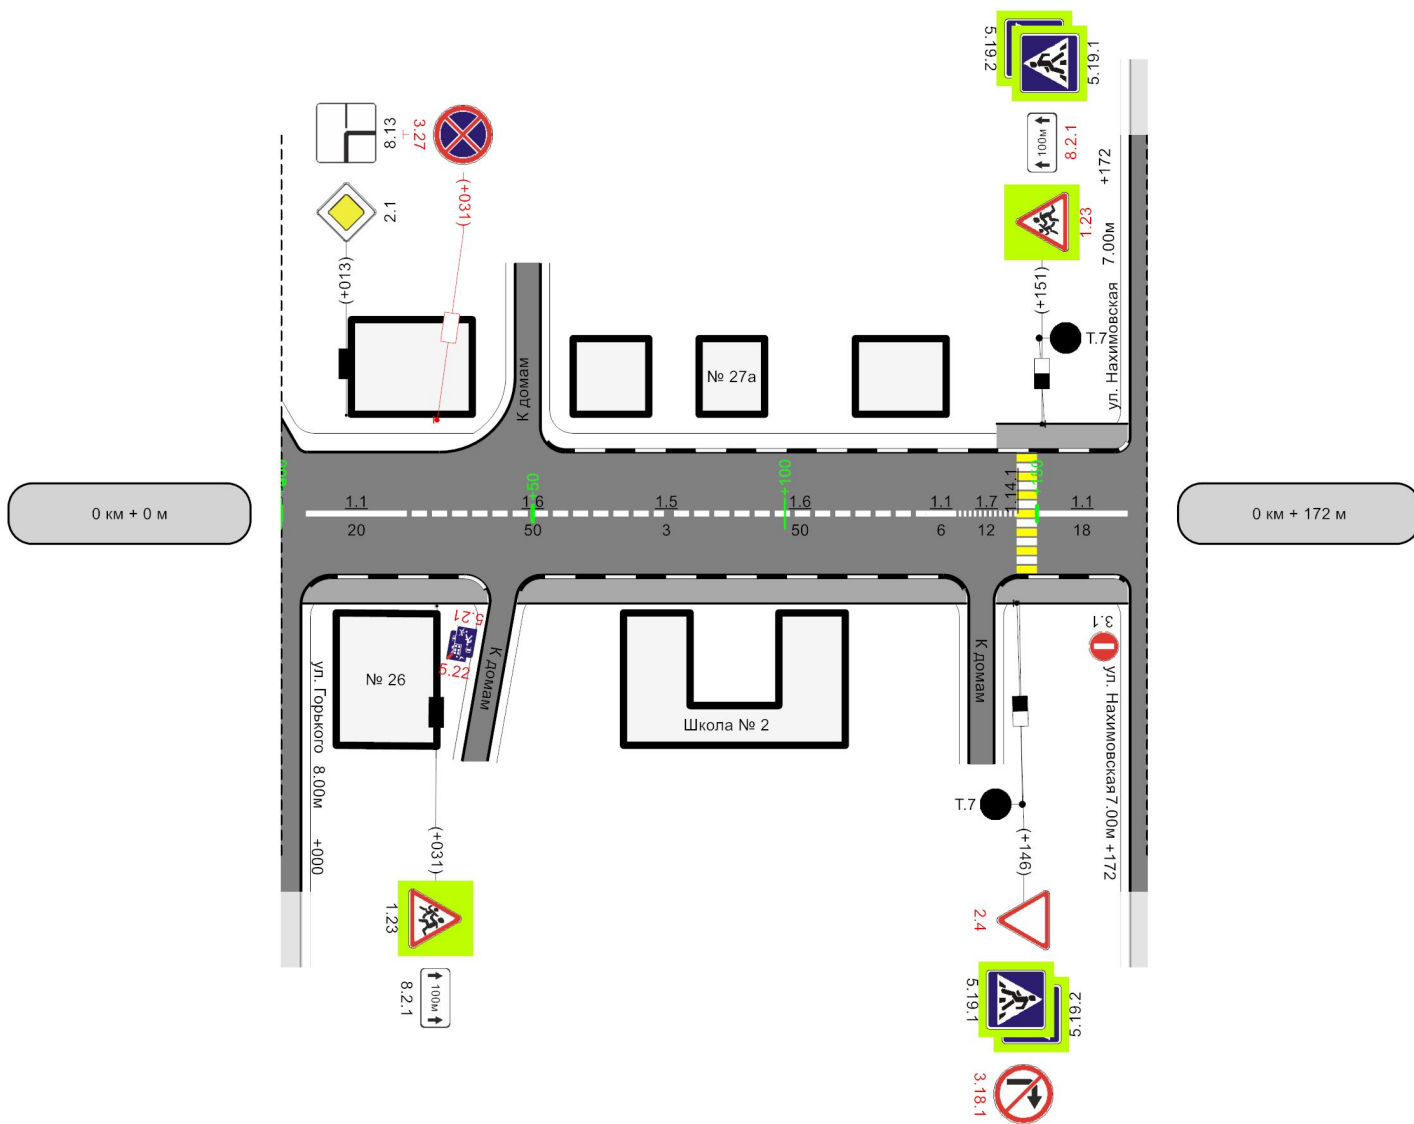 5.19.2
5.19.1
8.13
3.27
2.1
(+013)
(+031)
100м
8.2.1
1.23
+172
7.00м
ул. Нахимовская
(+151)
Т.7
К домам
№ 27а
+50
+100
1.1
1.6
1.5
1.6
1.1
1.7
1.14.1
1.1
20
50
3
50
6
12
18
0 км + 0 м
0 км + 172 м
5.21
5.22
№ 26
К домам
Школа № 2
К домам
3.1
ул. Горького 8.00м +000
ул. Нахимовская 7.00м +172
Т.7
(+031)
(+146)
1.23
100м
8.2.1
2.4
5.19.1
5.19.2
3.18.1